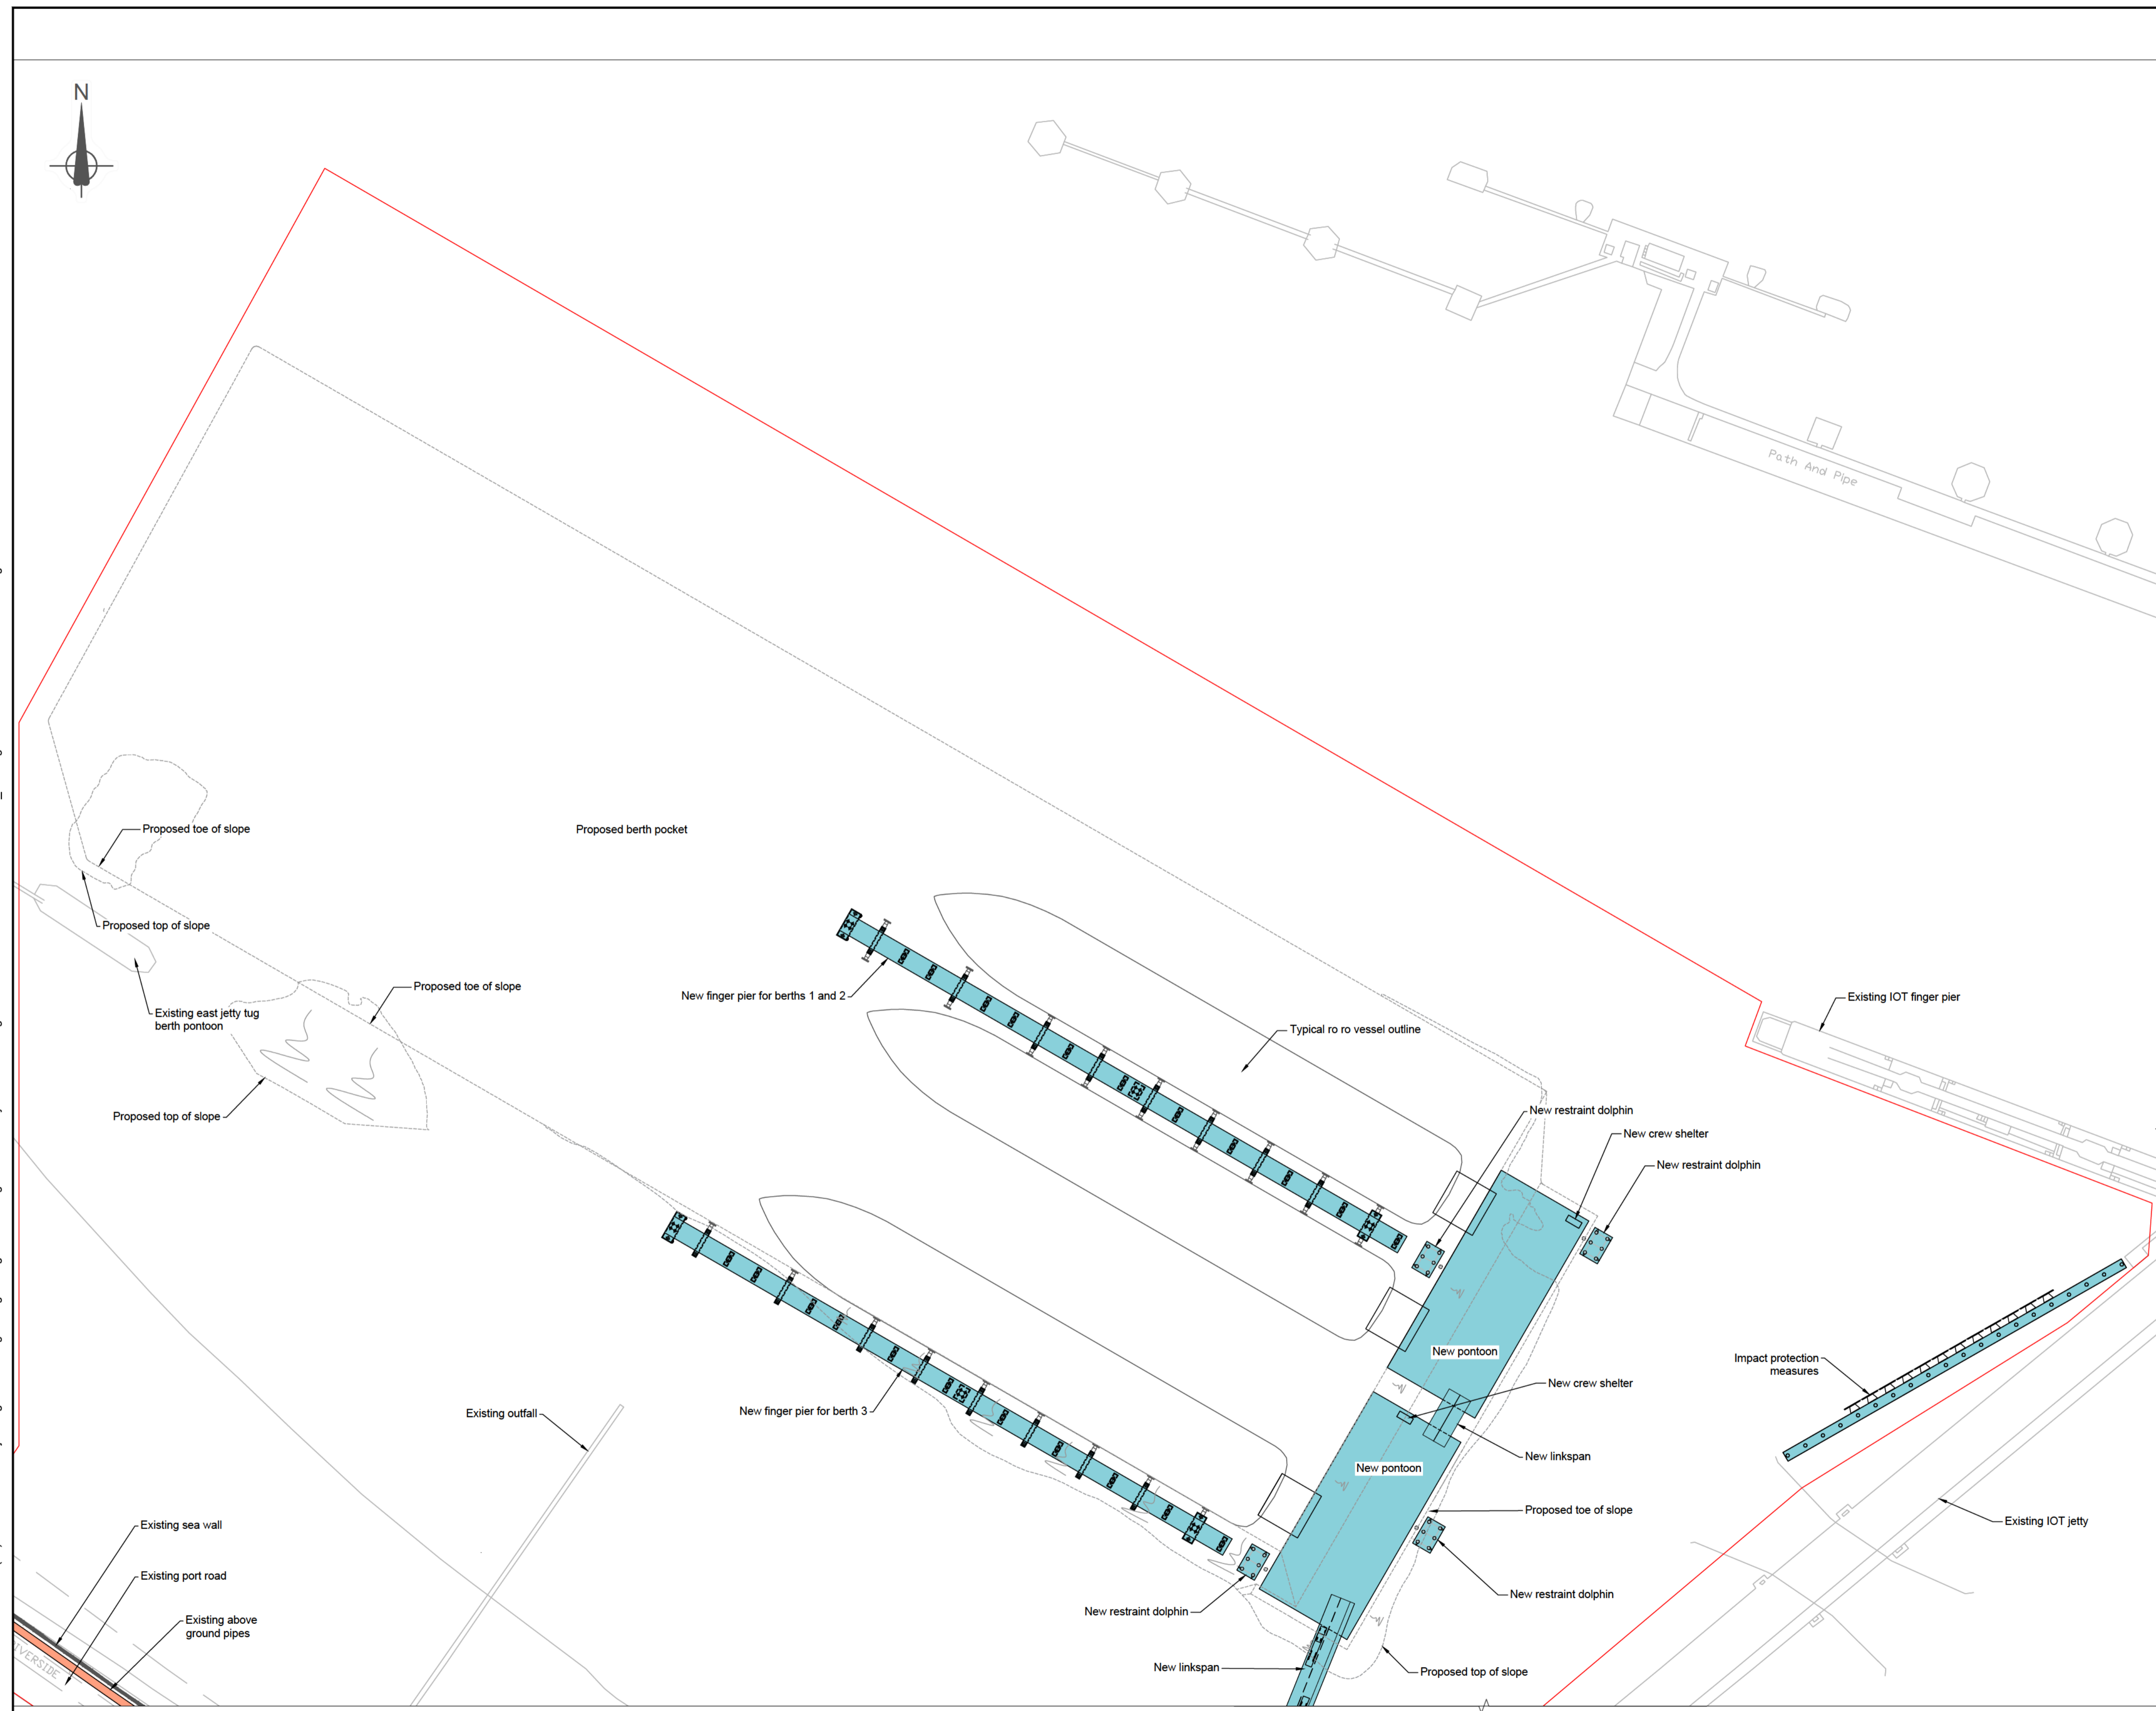 N
Path And Pipe
Proposed toe of slope
Proposed berth pocket
Proposed top of slope
Existing east jetty tug
berth pontoon
Proposed toe of slope
New finger pier for berths 1 and 2
Existing IOT finger pier
Typical ro ro vessel outline
Proposed top of slope
New restraint dolphin
New crew shelter
New restraint dolphin
New pontoon
Impact protection
measures
New crew shelter
Existing outfall
New finger pier for berth 3
New linkspan
New pontoon
Proposed toe of slope
Existing IOT jetty
Existing sea wall
Existing port road
New restraint dolphin
New restraint dolphin
Existing above
ground pipes
New linkspan
Proposed top of slope